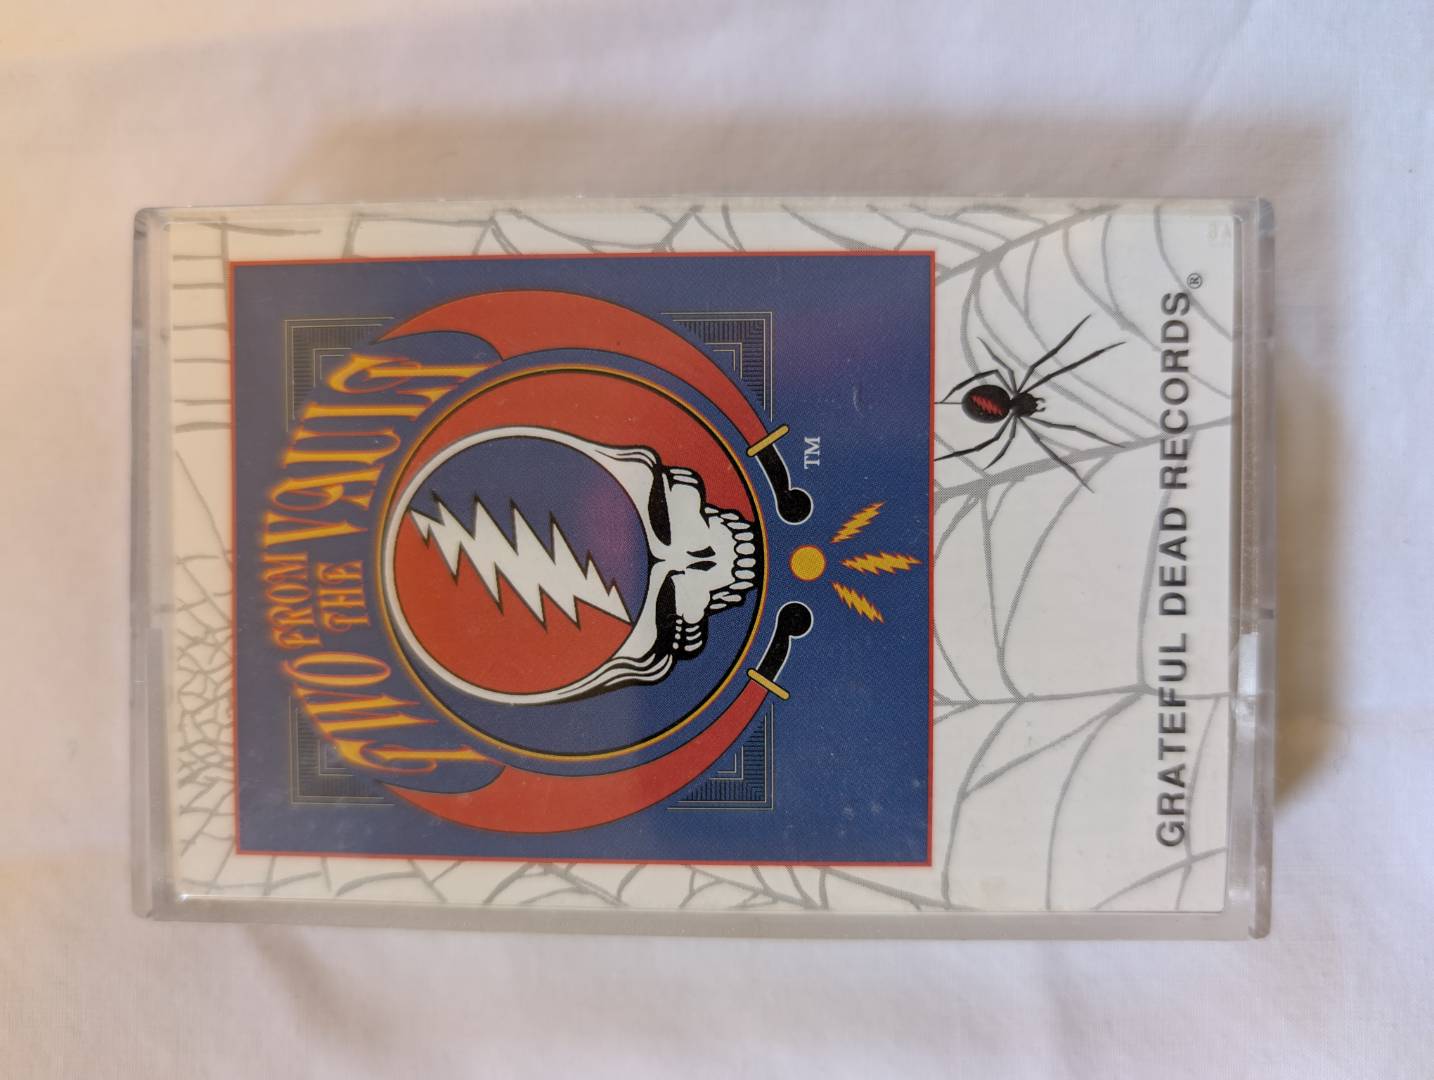 TWO FROM THE VAULT
TM
GRATEFUL DEAD RECORDS®